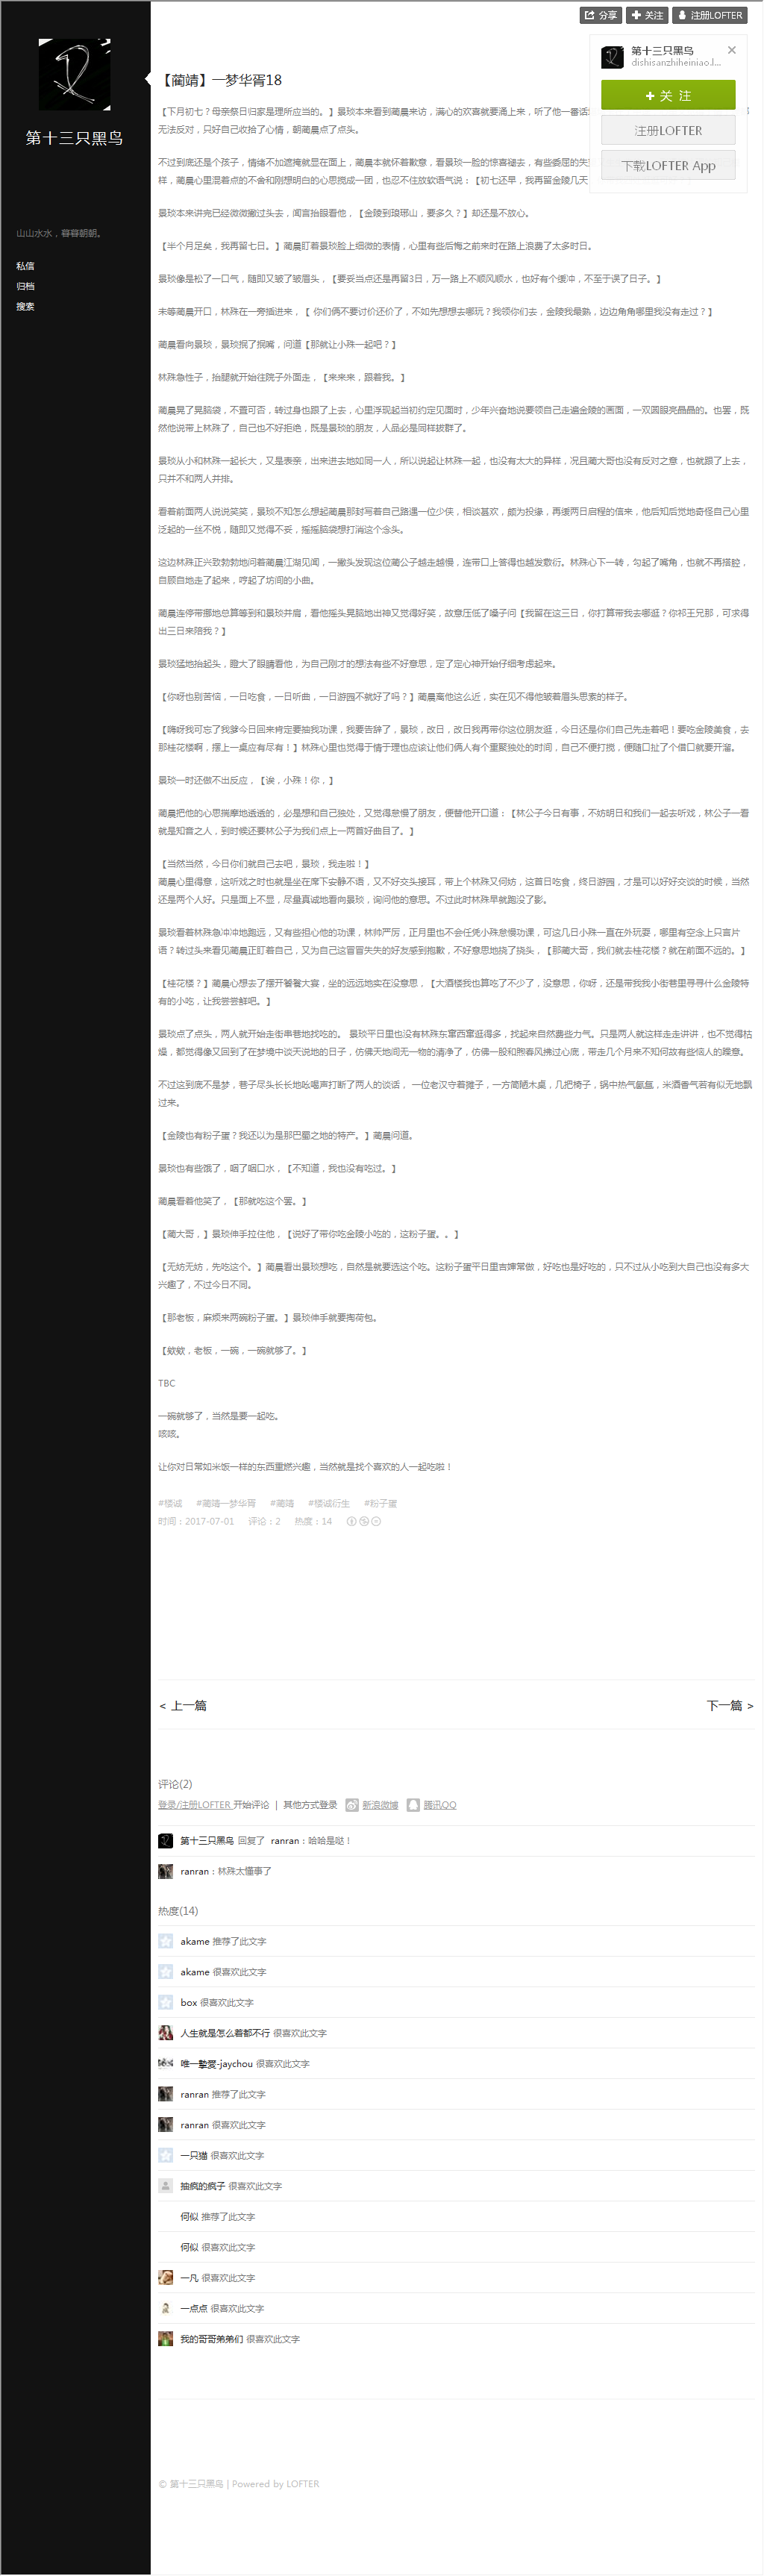 分享
关注
注册LOFTER
第十三只黑鸟
山山水水，暮暮朝朝。
私信
归档
搜索
第十三只黑鸟
dishisanzhiheiniao.l...
关 注
注册LOFTER
下载LOFTER App
【蔺靖】一梦华胥18
【下月初七？母亲祭日归家是理所应当的。】景琰本来看到蔺晨来访，满心的欢喜就要涌上来，听了他一番话
无法反对，只好自己收拾了心情，朝蔺晨点了点头。
不过到底还是个孩子，情绪不加遮掩就显在面上，蔺晨本就怀着歉意，看景琰一脸的惊喜褪去，有些委屈的失
样，蔺晨心里混着点的不舍和刚想明白的心思搅成一团，也忍不住放软语气说：【初七还早，我再留金陵几天
景琰本来讲完已经微微撇过头去，闻言抬眼看他，【金陵到琅琊山，要多久？】却还是不放心。
【半个月足矣，我再留七日。】蔺晨盯着景琰脸上细微的表情，心里有些后悔之前来时在路上浪费了太多时日。
景琰像是松了一口气，随即又皱了皱眉头，【要妥当点还是再留3日，万一路上不顺风顺水，也好有个缓冲，不至于误了日子。】
未等蔺晨开口，林殊在一旁插进来，【 你们俩不要讨价还价了，不如先想想去哪玩？我领你们去，金陵我最熟，边边角角哪里我没有走过？】
蔺晨看向景琰，景琰抿了抿嘴，问道【那就让小殊一起吧？】
林殊急性子，抬腿就开始往院子外面走，【来来来，跟着我。】
蔺晨晃了晃脑袋，不置可否，转过身也跟了上去，心里浮现起当初约定见面时，少年兴奋地说要领自己走遍金陵的画面，一双圆眼亮晶晶的。也罢，既
然他说带上林殊了，自己也不好拒绝，既是景琰的朋友，人品必是同样拔群了。
景琰从小和林殊一起长大，又是表亲，出来进去地如同一人，所以说起让林殊一起，也没有太大的异样，况且蔺大哥也没有反对之意，也就跟了上去，
只并不和两人并排。
看着前面两人说说笑笑，景琰不知怎么想起蔺晨那封写着自己路遇一位少侠，相谈甚欢，颇为投缘，再缓两日启程的信来，他后知后觉地奇怪自己心里
泛起的一丝不悦，随即又觉得不妥，摇摇脑袋想打消这个念头。
这边林殊正兴致勃勃地问着蔺晨江湖见闻，一撇头发现这位蔺公子越走越慢，连带口上答得也越发敷衍。林殊心下一转，勾起了嘴角，也就不再搭腔，
自顾自地走了起来，哼起了坊间的小曲。
蔺晨连停带挪地总算等到和景琰并肩，看他摇头晃脑地出神又觉得好笑，故意压低了嗓子问【我留在这三日，你打算带我去哪逛？你祁王兄那，可求得
出三日来陪我？】
景琰猛地抬起头，瞪大了眼睛看他，为自己刚才的想法有些不好意思，定了定心神开始仔细考虑起来。
【你呀也别苦恼，一日吃食，一日听曲，一日游园不就好了吗？】蔺晨离他这么近，实在见不得他皱着眉头思索的样子。
【嗨呀我可忘了我爹今日回来肯定要抽我功课，我要告辞了，景琰，改日，改日我再带你这位朋友逛，今日还是你们自己先走着吧！要吃金陵美食，去
那桂花楼啊，摆上一桌应有尽有！】林殊心里也觉得于情于理也应该让他们俩人有个重聚独处的时间，自己不便打搅，便随口扯了个借口就要开溜。
景琰一时还做不出反应，【诶，小殊！你，】
蔺晨把他的心思揣摩地透透的，必是想和自己独处，又觉得怠慢了朋友，便替他开口道：【林公子今日有事，不妨明日和我们一起去听戏，林公子一看
就是知音之人，到时候还要林公子为我们点上一两首好曲目了。】
【当然当然，今日你们就自己去吧，景琰，我走啦！】
蔺晨心里得意，这听戏之时也就是坐在席下安静不语，又不好交头接耳，带上个林殊又何妨，这首日吃食，终日游园，才是可以好好交谈的时候，当然
还是两个人好。只是面上不显，尽量真诚地看向景琰，询问他的意思。不过此时林殊早就跑没了影。
景琰看着林殊急冲冲地跑远，又有些担心他的功课，林帅严厉，正月里也不会任凭小殊怠慢功课，可这几日小殊一直在外玩耍，哪里有空念上只言片
语？转过头来看见蔺晨正盯着自己，又为自己这冒冒失失的好友感到抱歉，不好意思地挠了挠头，【那蔺大哥，我们就去桂花楼？就在前面不远的。】
【桂花楼？】蔺晨心想去了摆开餐餐大宴，坐的远远地实在没意思，【大酒楼我也算吃了不少了，没意思，你呀，还是带我我小街巷里寻寻什么金陵特
有的小吃，让我尝尝鲜吧。】
景琰点了点头，两人就开始走街串巷地找吃的。 景琰平日里也没有林殊东窜西窜逛得多，找起来自然费些力气。只是两人就这样走走讲讲，也不觉得枯
燥，都觉得像又回到了在梦境中谈天说地的日子，仿佛天地间无一物的清净了，仿佛一股和煦春风拂过心底，带走几个月来不知何故有些恼人的躁意。
不过这到底不是梦，巷子尽头长长地吆喝声打断了两人的谈话， 一位老汉守着摊子，一方简陋木桌，几把椅子，锅中热气氤氲，米酒香气若有似无地飘
过来。
【金陵也有粉子蛋？我还以为是那巴蜀之地的特产。】蔺晨问道。
景琰也有些饿了，咽了咽口水，【不知道，我也没有吃过。】
蔺晨看着他笑了，【那就吃这个罢。】
【蔺大哥，】景琰伸手拉住他，【说好了带你吃金陵小吃的，这粉子蛋。。】
【无妨无妨，先吃这个。】蔺晨看出景琰想吃，自然是就要选这个吃。这粉子蛋平日里吉婶常做，好吃也是好吃的，只不过从小吃到大自己也没有多大
兴趣了，不过今日不同。
【那老板，麻烦来两碗粉子蛋。】景琰伸手就要掏荷包。
【欸欸，老板，一碗，一碗就够了。】
TBC
一碗就够了，当然是要一起吃。
咳咳。
让你对日常如米饭一样的东西重燃兴趣，当然就是找个喜欢的人一起吃啦！
#楼诚 #蔺靖一梦华胥 #蔺靖 #楼诚衍生 #粉子蛋
时间：2017-07-01 评论：2 热度：14
< 上一篇
下一篇 >
评论(2)
登录/注册LOFTER 开始评论 | 其他方式登录 新浪微博 腾讯QQ
第十三只黑鸟 回复了 ranran：哈哈是哒！
ranran：林殊太懂事了
热度(14)
akame 推荐了此文字
akame 很喜欢此文字
box 很喜欢此文字
人生就是怎么着都不行 很喜欢此文字
唯一摯愛-jaychou 很喜欢此文字
ranran 推荐了此文字
ranran 很喜欢此文字
一只猫 很喜欢此文字
抽疯的疯子 很喜欢此文字
何似 推荐了此文字
何似 很喜欢此文字
一凡 很喜欢此文字
一点点 很喜欢此文字
我的哥哥弟弟们 很喜欢此文字
© 第十三只黑鸟 | Powered by LOFTER